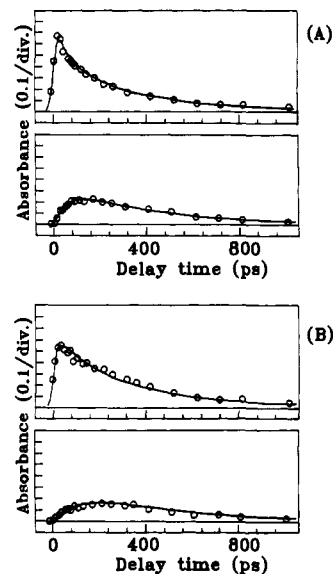 (A)
Absorbance (0.1/div.)
0 400 800
Delay time (ps)
(B)
Absorbance (0.1/div.)
0 400 800
Delay time (ps)